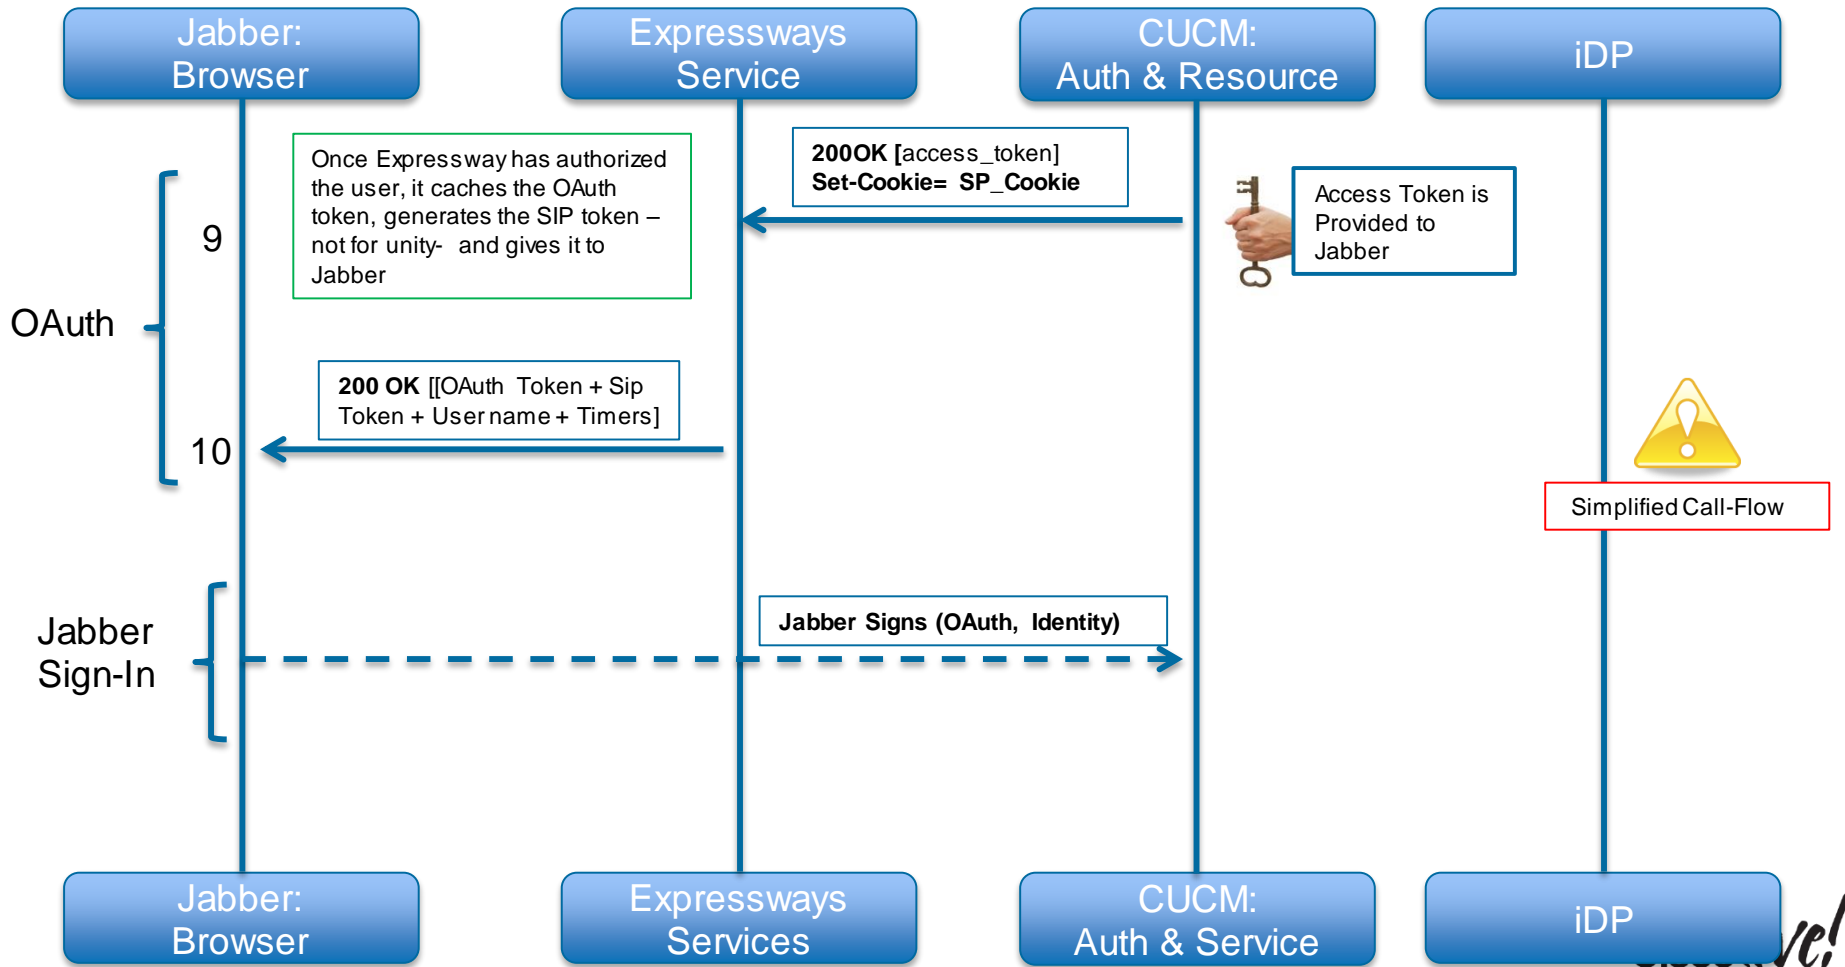 Jabber:
Browser
Expressways
Service
CUCM:
Auth & Resource
iDP
Once Expressway has authorized
the user, it caches the OAuth
token, generates the SIP token –
not for unity- and gives it to
Jabber
200OK [access_token]
Set-Cookie= SP_Cookie
Access Token is
Provided to
Jabber
9
OAuth
200 OK [[OAuth Token + Sip
Token + User name + Timers]
10
Simplified Call-Flow
Jabber
Sign-In
Jabber Signs (OAuth, Identity)
Jabber:
Browser
Expressways
Services
CUCM:
Auth & Service
iDP